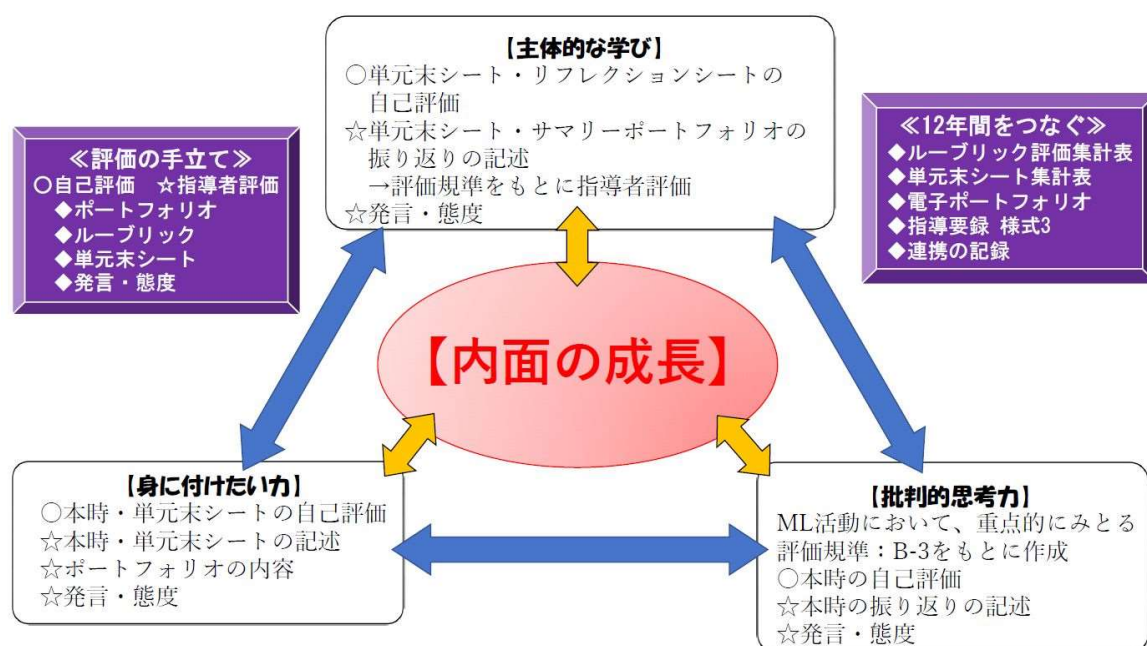 【主体的な学び】
○単元末シート・リフレクションシートの
自己評価
☆単元末シート・サマリーポートフォリオの
振り返りの記述
→評価規準をもとに指導者評価
☆発言・態度
≪評価の手立て≫
○自己評価　☆指導者評価
◆ポートフォリオ
◆ルーブリック
◆単元末シート
◆発言・態度
≪12年間をつなぐ≫
◆ルーブリック評価集計表
◆単元末シート集計表
◆電子ポートフォリオ
◆指導要録 様式3
◆連携の記録
【内面の成長】
【身に付けたい力】
○本時・単元末シートの自己評価
☆本時・単元末シートの記述
☆ポートフォリオの内容
☆発言・態度
【批判的思考力】
ML活動において、重点的にみとる
評価規準：B-3をもとに作成
○本時の自己評価
☆本時の振り返りの記述
☆発言・態度